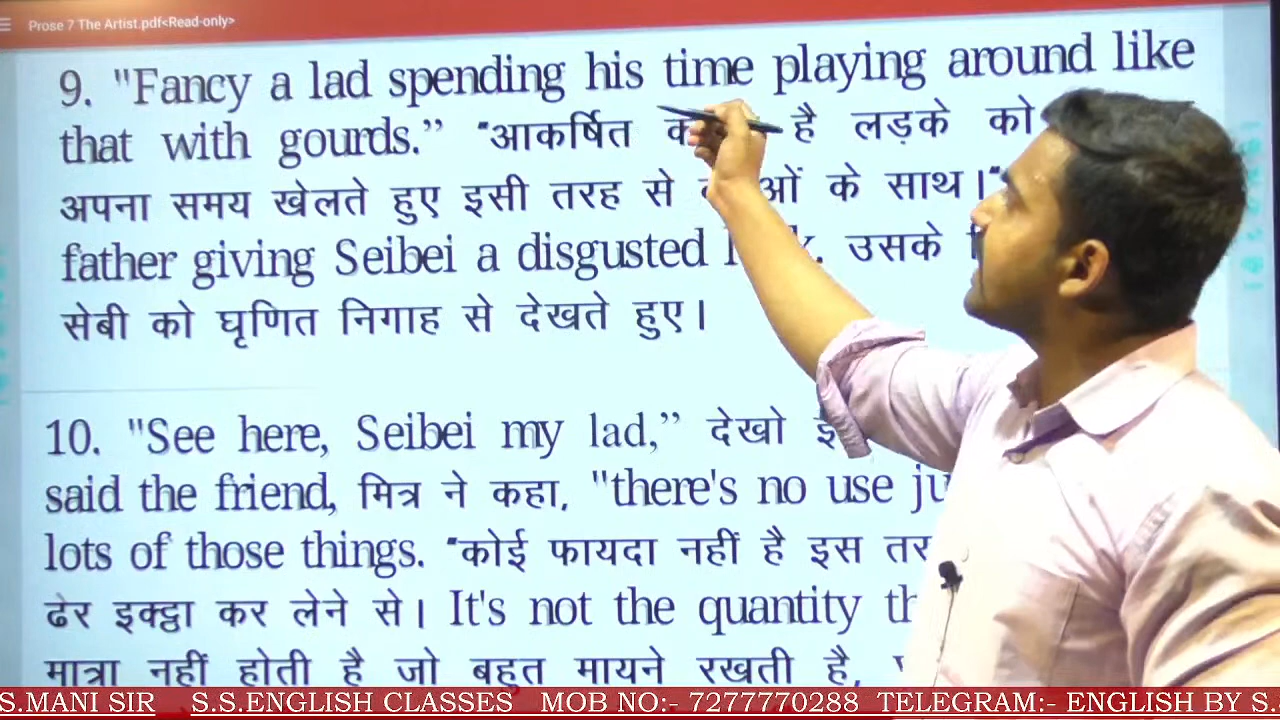 Prose 7 The Artist.pdf<Read-only>
9. "Fancy a lad spending his time playing around like
that with gourds.” "आकर्षित है लड़के को
अपना समय खेलते हुए इसी तरह से के साथ।"
father giving Seibei a disgusted उसके
सेबी को घृणित निगाह से देखते हुए।
10. "See here, Seibei my lad,” देखो
said the friend, मित्र ने कहा, "there's no use
lots of those things. "कोई फायदा नहीं है इस
ढेर इक्ट्ठा कर लेने से। It's not the quantity
मात्रा नहीं होती है जो बहुत मायने रखती है,
S.MANI SIR S.S.ENGLISH CLASSES MOB NO:- 7277770288 TELEGRAM:- ENGLISH BY S.